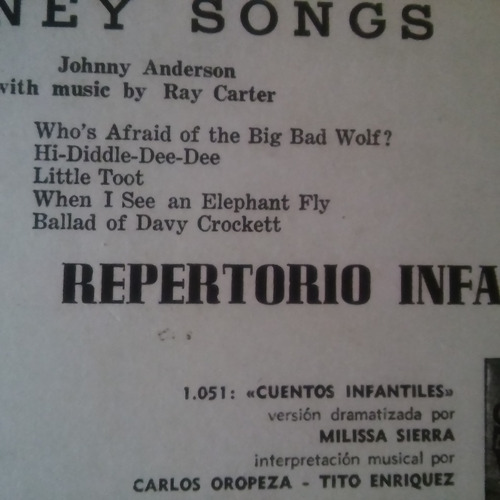 NEY SONGS
Johnny Anderson
with music by Ray Carter
Who's Afraid of the Big Bad Wolf?
Hi-Diddle-Dee-Dee
Little Toot
When I See an Elephant Fly
Ballad of Davy Crockett
REPERTORIO INFA
1.051: «CUENTOS INFANTILES»
versión dramatizada por
MILISSA SIERRA
interpretación musical por
CARLOS OROPEZA - TITO ENRIQUEZ